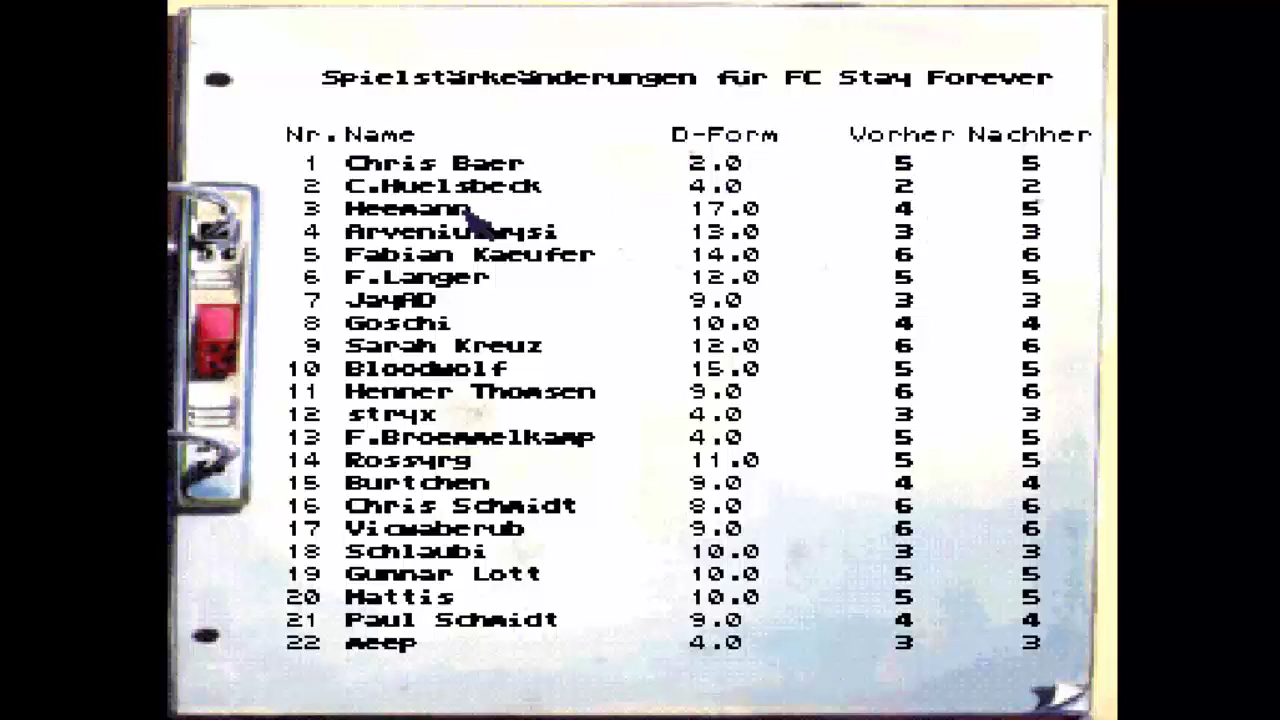 Spielstärkeänderungen für FC Stay Forever
Nr. Name D-Form Vorher Nachher
1 Chris Baer 2.0 5 5
2 C.Huelsbeck 4.0 2 2
3 Heemann 17.0 4 5
4 13.0 3 3
5 Fabian Kaeufer 14.0 6 6
6 F.Langer 12.0 5 5
7 JayRD 9.0 3 3
8 Goschi 10.0 4 4
9 Sarah Kreuz 12.0 6 6
10 Bloodwolf 15.0 5 5
11 Henner Thomsen 9.0 6 6
12 stryx 4.0 3 3
13 F.Broemmelkamp 4.0 5 5
14 Rossyrg 11.0 5 5
15 Burtchen 9.0 4 4
16 Chris Schmidt 8.0 6 6
17 Vicwaberub 9.0 6 6
18 Schlaubi 10.0 3 3
19 Gunnar Lott 10.0 5 5
20 Mattis 10.0 5 5
21 Paul Schmidt 9.0 4 4
22 meep 4.0 3 3